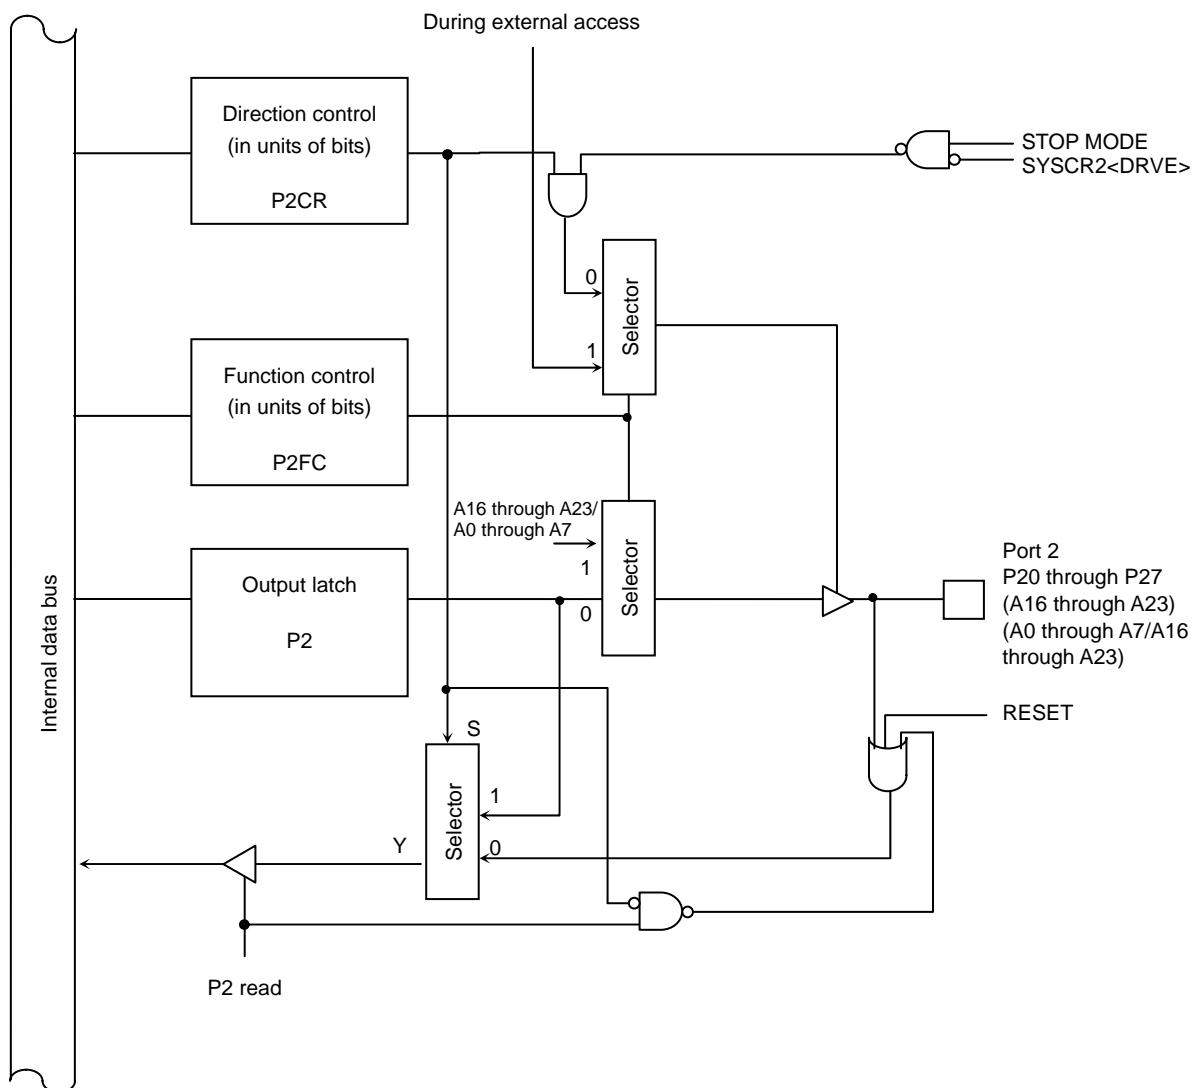 During external access
Direction control
(in units of bits)
P2CR
STOP MODE
SYSCR2<DRVE>
0
Selector
1
Function control
(in units of bits)
P2FC
A16 through A23/
A0 through A7
1
Selector
0
Output latch
P2
Port 2
P20 through P27
(A16 through A23)
(A0 through A7/A16
through A23)
Internal data bus
RESET
S
Selector
1
Y
0
P2 read